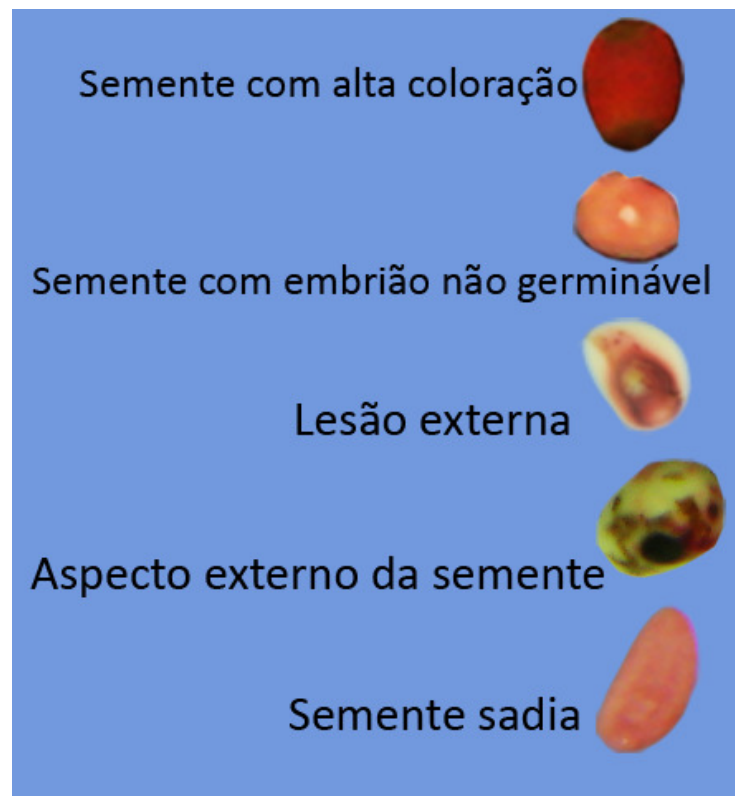 Semente com alta coloração
Semente com embrião não germinável
Lesão externa
Aspecto externo da semente
Semente sadia